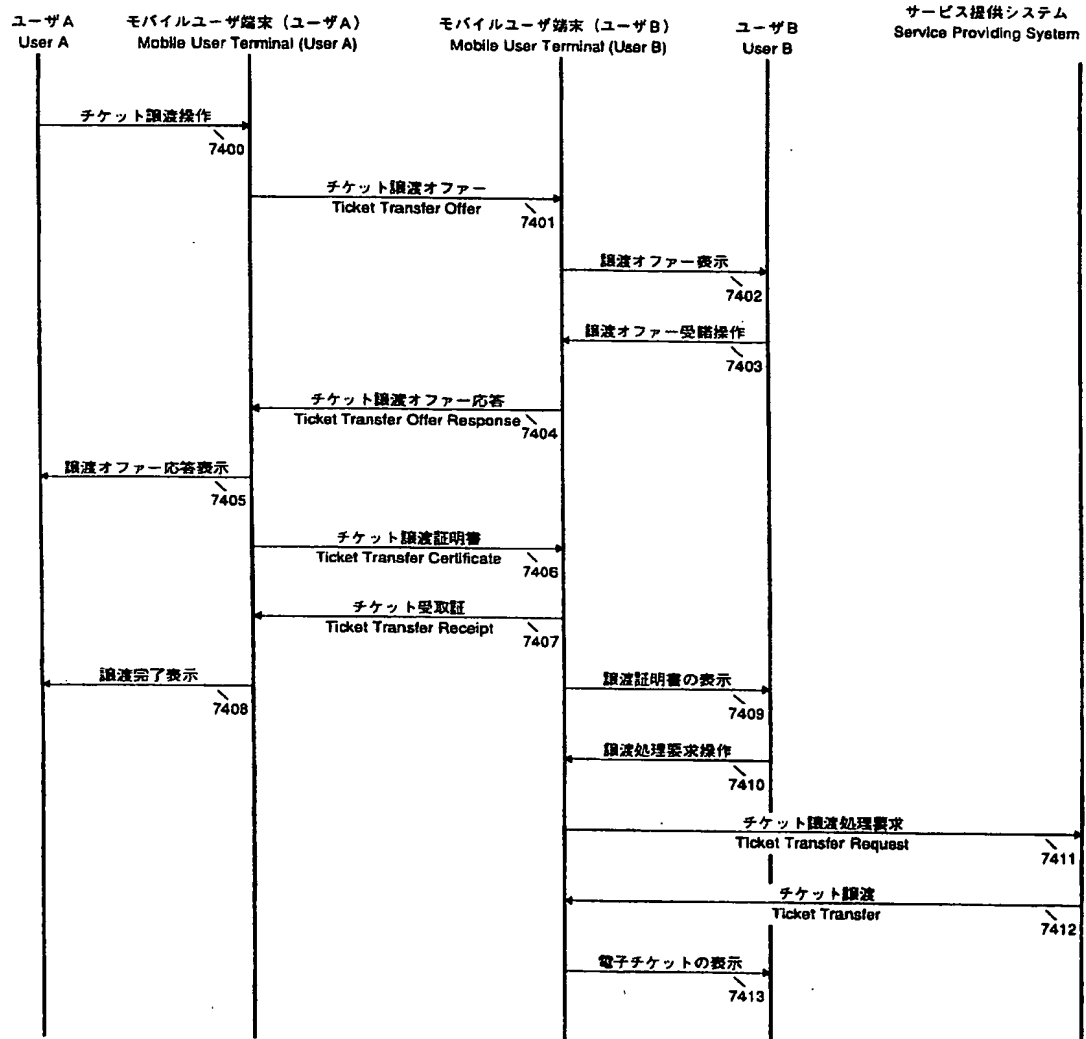 ユーザA
User A
モバイルユーザ端末（ユーザA）
Mobile User Terminal (User A)
モバイルユーザ端末（ユーザB）
Mobile User Terminal (User B)
ユーザB
User B
サービス提供システム
Service Providing System
チケット譲渡操作
7400
チケット譲渡オファー
Ticket Transfer Offer
7401
譲渡オファー表示
7402
譲渡オファー受諾操作
7403
チケット譲渡オファー応答
Ticket Transfer Offer Response
7404
譲渡オファー応答表示
7405
チケット譲渡証明書
Ticket Transfer Certificate
7406
チケット受取証
Ticket Transfer Receipt
7407
譲渡完了表示
7408
譲渡証明書の表示
7409
譲渡処理要求操作
7410
チケット譲渡処理要求
Ticket Transfer Request
7411
チケット譲渡
Ticket Transfer
7412
電子チケットの表示
7413